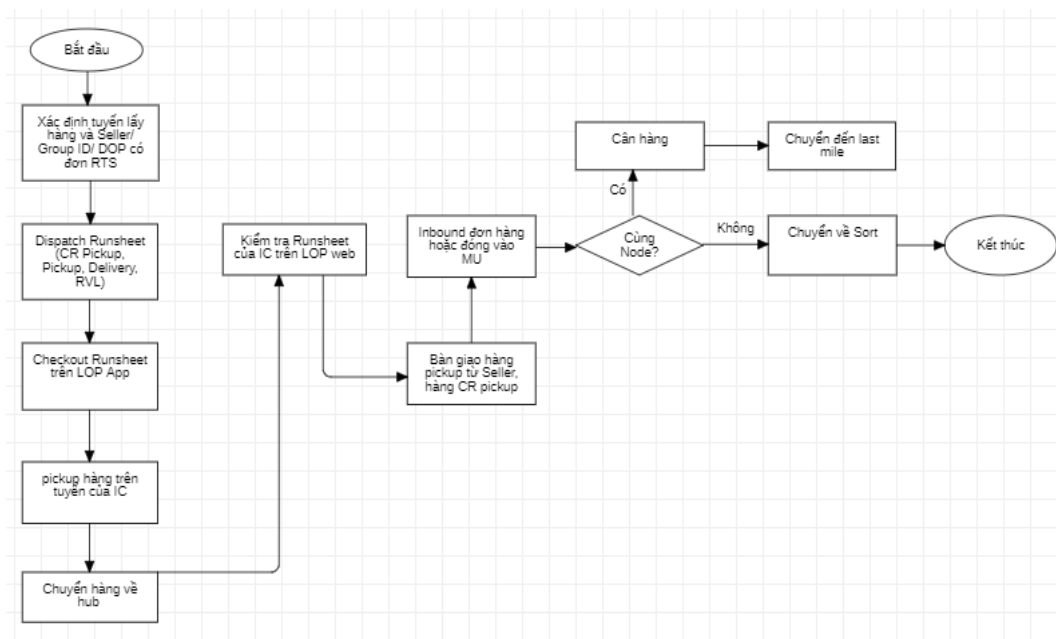 Bắt đầu
Xác định tuyến lấy
hàng và Seller/
Group ID/ DOP có
đơn RTS
Dispatch Runsheet
(CR Pickup,
Pickup, Delivery,
RVL)
Checkout Runsheet
trên LOP App
pickup hàng trên
tuyến của IC
Chuyển hàng về
hub
Kiểm tra Runsheet
của IC trên LOP web
Bàn giao hàng
pickup từ Seller,
hàng CR pickup
Inbound đơn hàng
hoặc đóng vào
MU
Cùng
Node?
Có
Cân hàng
Chuyển đến last
mile
Không
Chuyển về Sort
Kết thúc